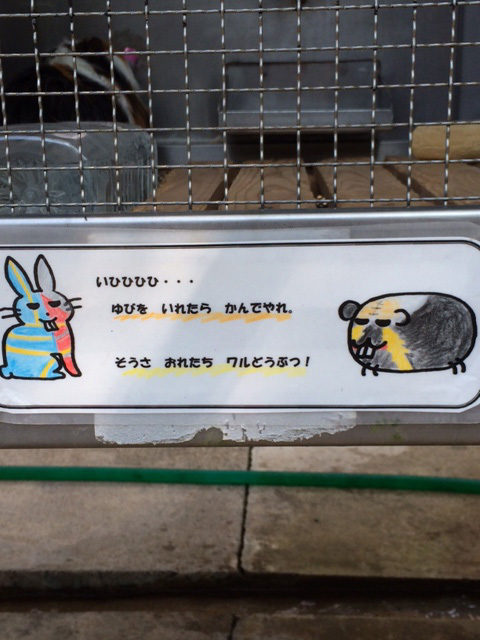 いひひひひ・・・
ゆびを いれたら かんでやれ。
そうさ おれたち ワルどうぶつ！